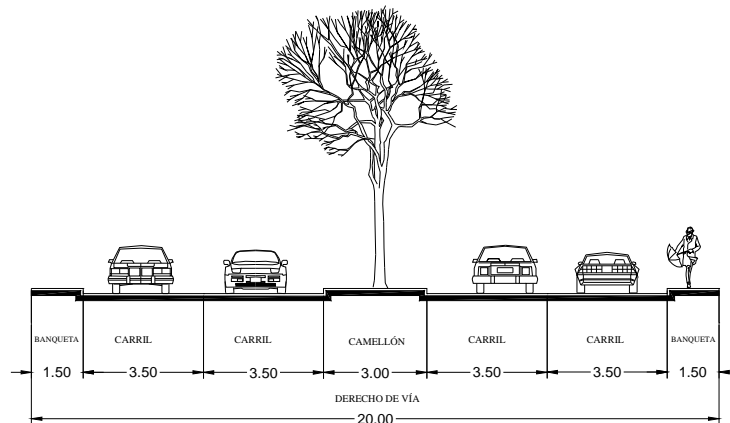 BANQUETA CARRIL CARRIL CAMELLÓN CARRIL CARRIL BANQUETA
1.50 3.50 3.50 3.00 3.50 3.50 1.50
DERECHO DE VÍA
20.00